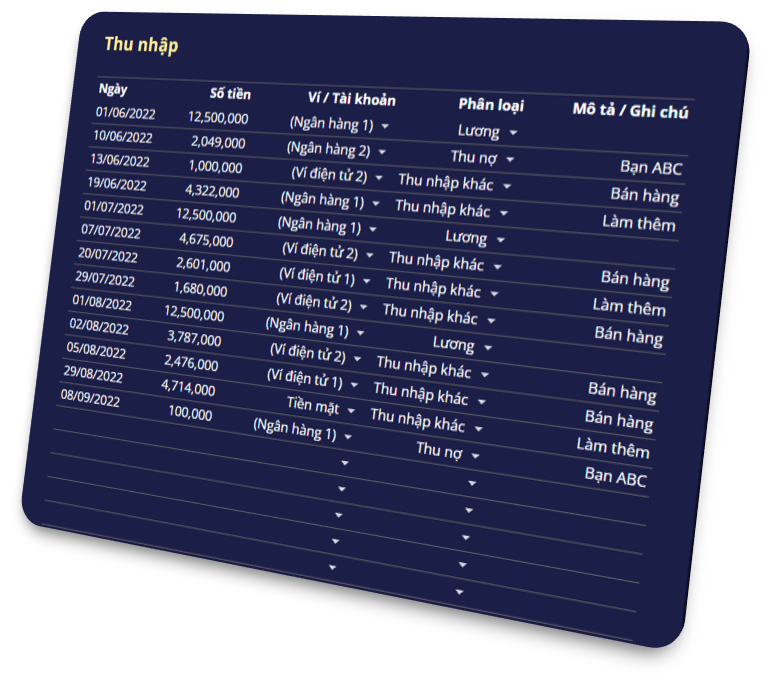 Thu nhập
Ngày Số tiền Ví / Tài khoản Phân loại Mô tả / Ghi chú
01/06/2022 12,500,000 (Ngân hàng 1) Lương
10/06/2022 2,049,000 (Ngân hàng 2) Thu nợ Bạn ABC
13/06/2022 1,000,000 (Ví điện tử 2) Thu nhập khác Bán hàng
19/06/2022 4,322,000 (Ngân hàng 1) Thu nhập khác Làm thêm
01/07/2022 12,500,000 (Ngân hàng 1) Lương
07/07/2022 4,675,000 (Ví điện tử 2) Thu nhập khác Bán hàng
20/07/2022 2,601,000 (Ví điện tử 1) Thu nhập khác Làm thêm
29/07/2022 1,680,000 (Ví điện tử 2) Thu nhập khác Bán hàng
01/08/2022 12,500,000 (Ngân hàng 1) Lương
02/08/2022 3,787,000 (Ví điện tử 2) Thu nhập khác Bán hàng
05/08/2022 2,476,000 (Ví điện tử 1) Thu nhập khác Bán hàng
29/08/2022 4,714,000 Tiền mặt Thu nhập khác Làm thêm
08/09/2022 100,000 (Ngân hàng 1) Thu nợ Bạn ABC